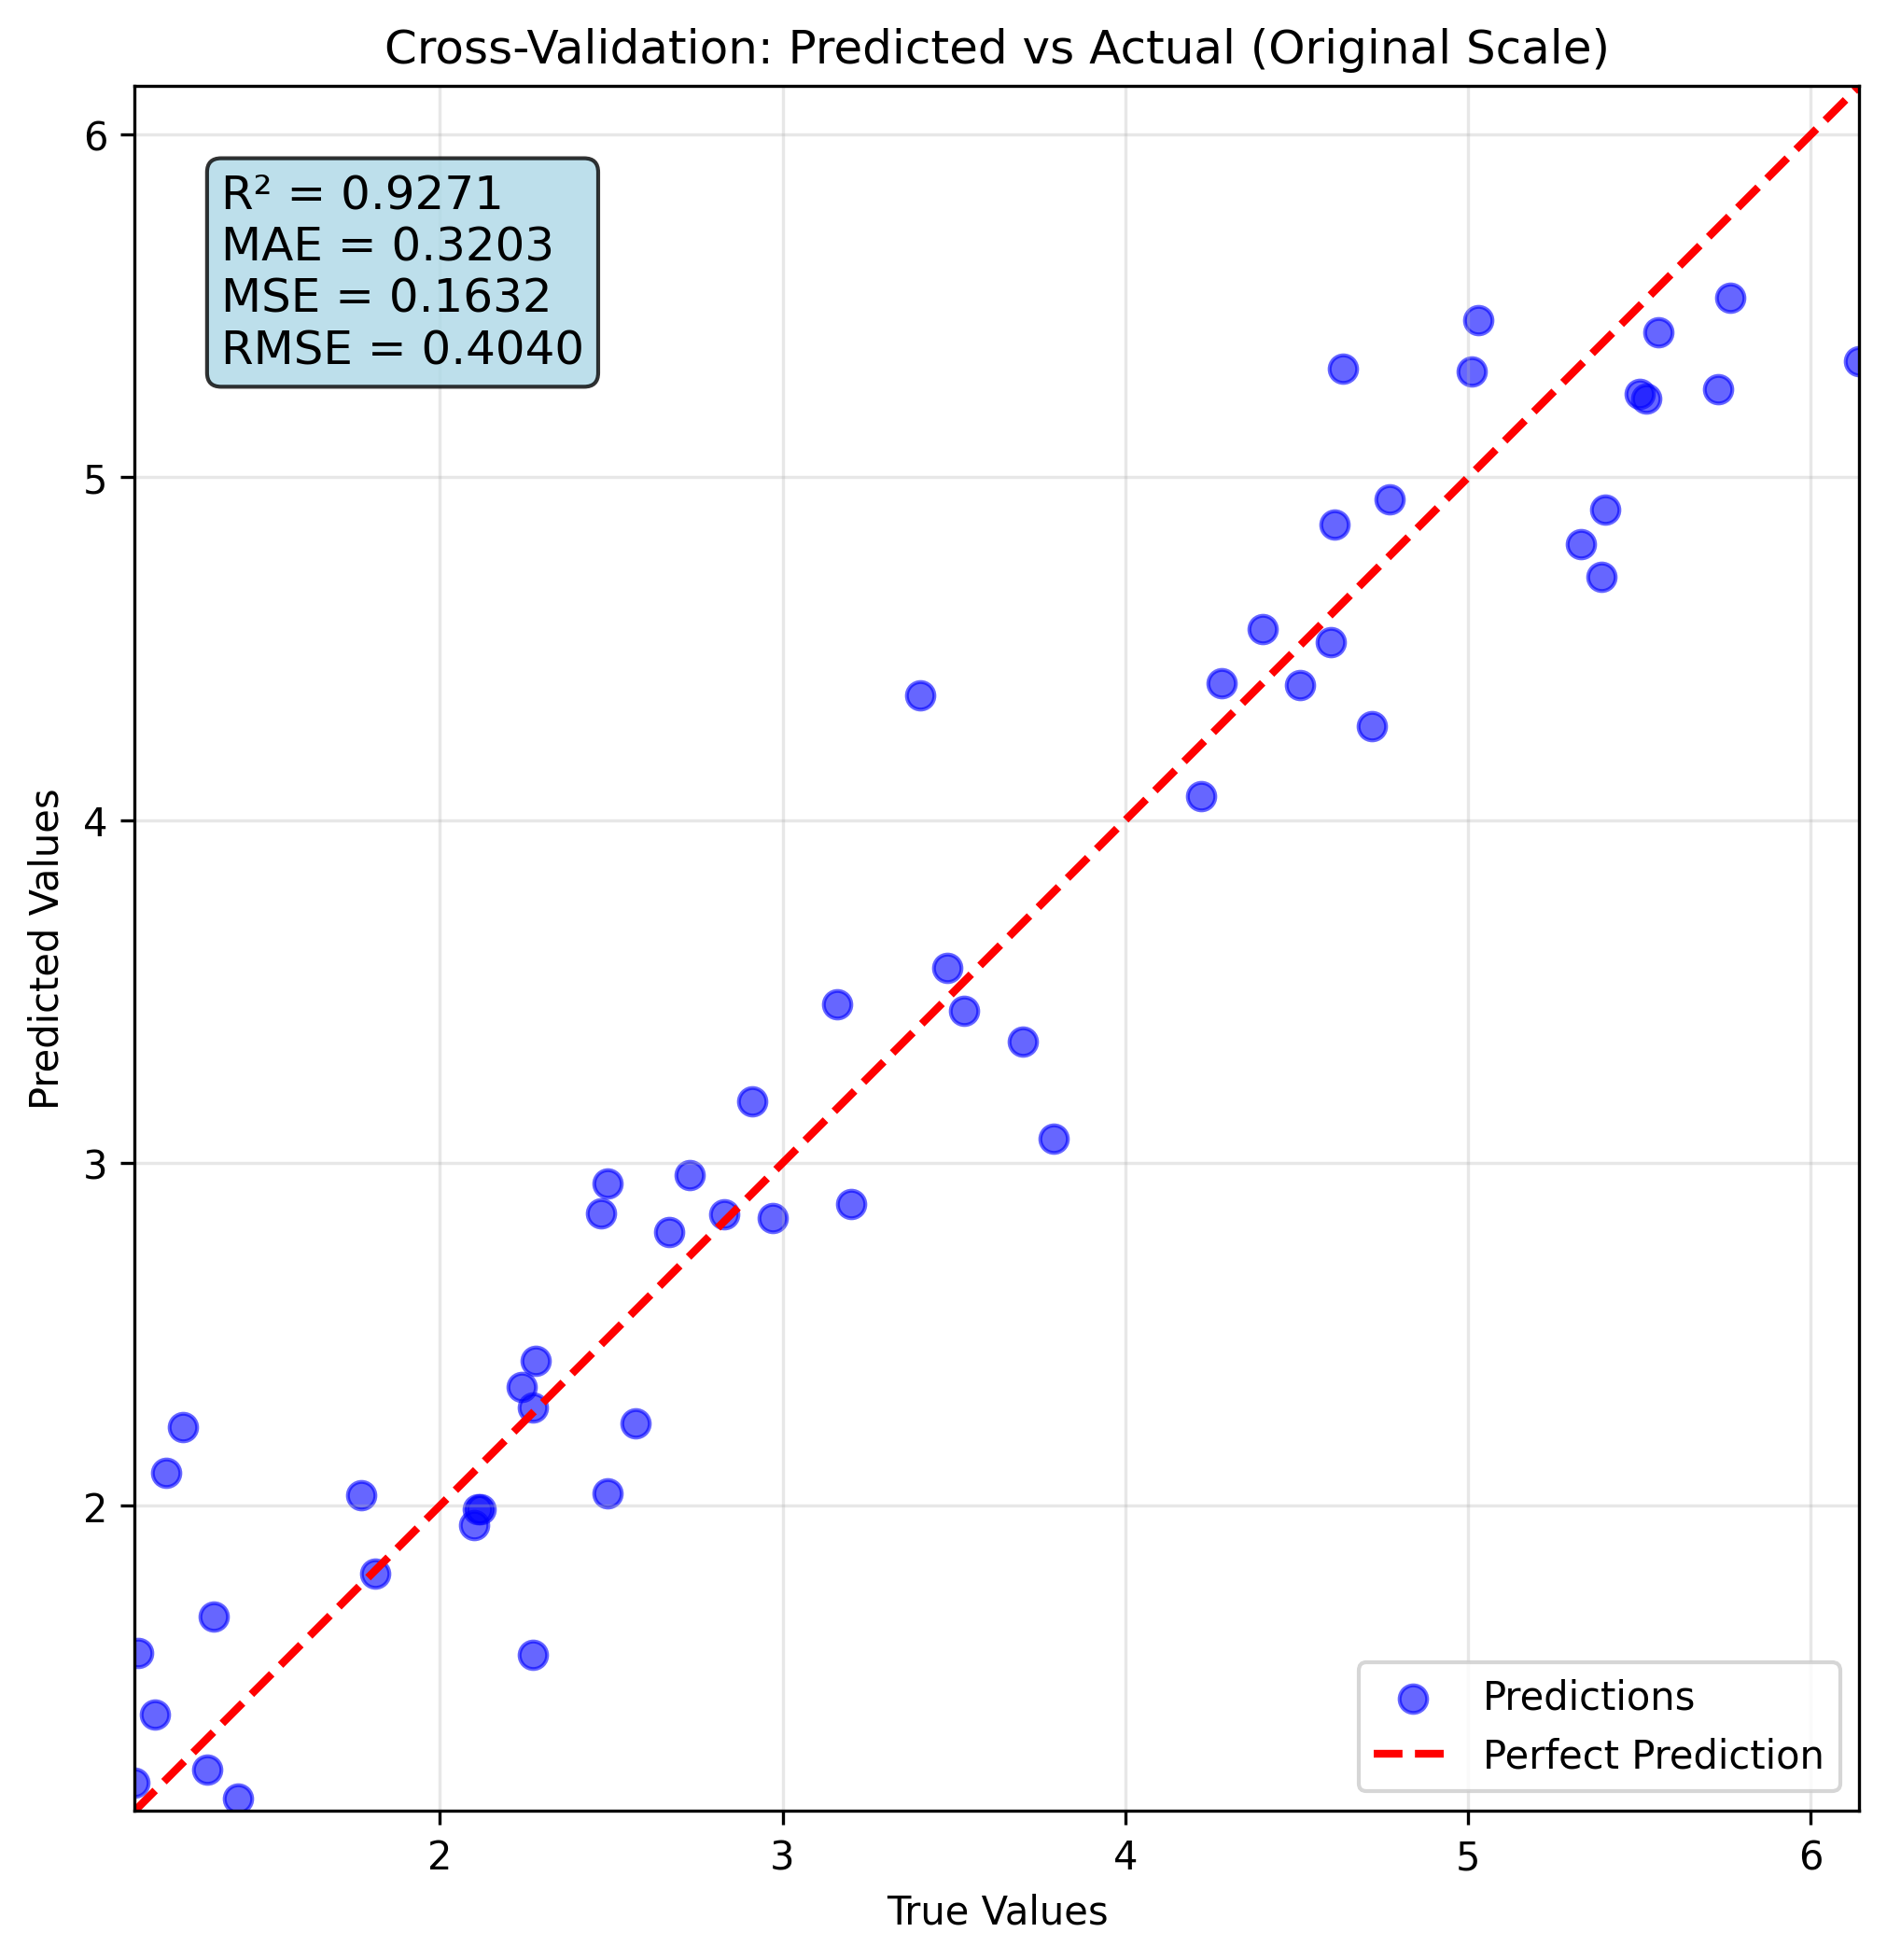 Cross-Validation: Predicted vs Actual (Original Scale)
R² = 0.9271
MAE = 0.3203
MSE = 0.1632
RMSE = 0.4040
6
5
4
3
2
Predicted Values
Predictions
Perfect Prediction
2 3 4 5 6
True Values